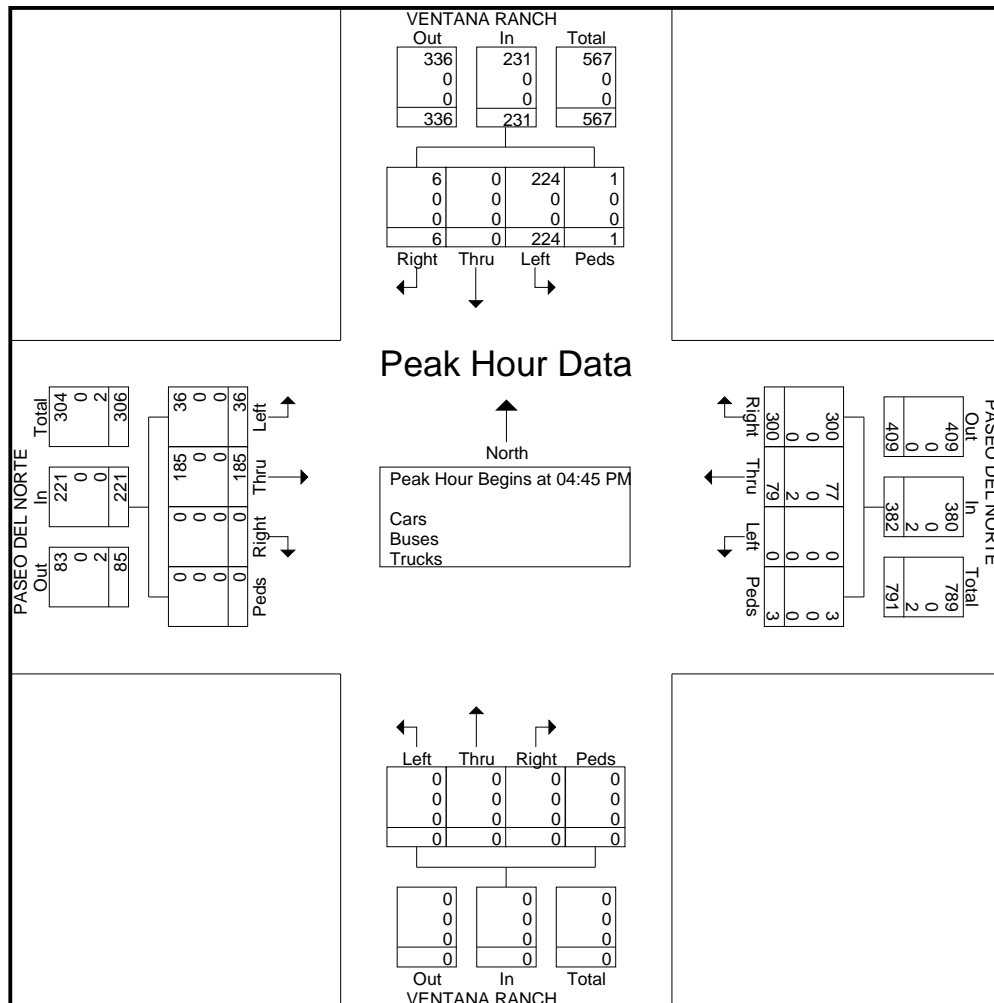 VENTANA RANCH
Out In Total
336 231 567
0 0 0
0 0 0
336 231 567
6 0 224 1
0 0 0 0
0 0 0 0
6 0 224 1
Right Thru Left Peds
Peak Hour Data
North
Peak Hour Begins at 04:45 PM
Cars
Buses
Trucks
PASEO DEL NORTE
Out In Total
83 221 304
0 0 0
2 0 2
85 221 306
0 0 185 36
0 0 0 0
0 0 0 0
0 0 185 36
Peds Right Thru Left
PASEO DEL NORTE
Out In Total
409 380 789
0 0 0
0 2 2
409 382 791
300 77 0 3
0 0 0 0
0 2 0 0
300 79 0 3
Right Thru Left Peds
Left Thru Right Peds
0 0 0 0
0 0 0 0
0 0 0 0
0 0 0 0
0 0 0
0 0 0
0 0 0
0 0 0
Out In Total
VENTANA RANCH